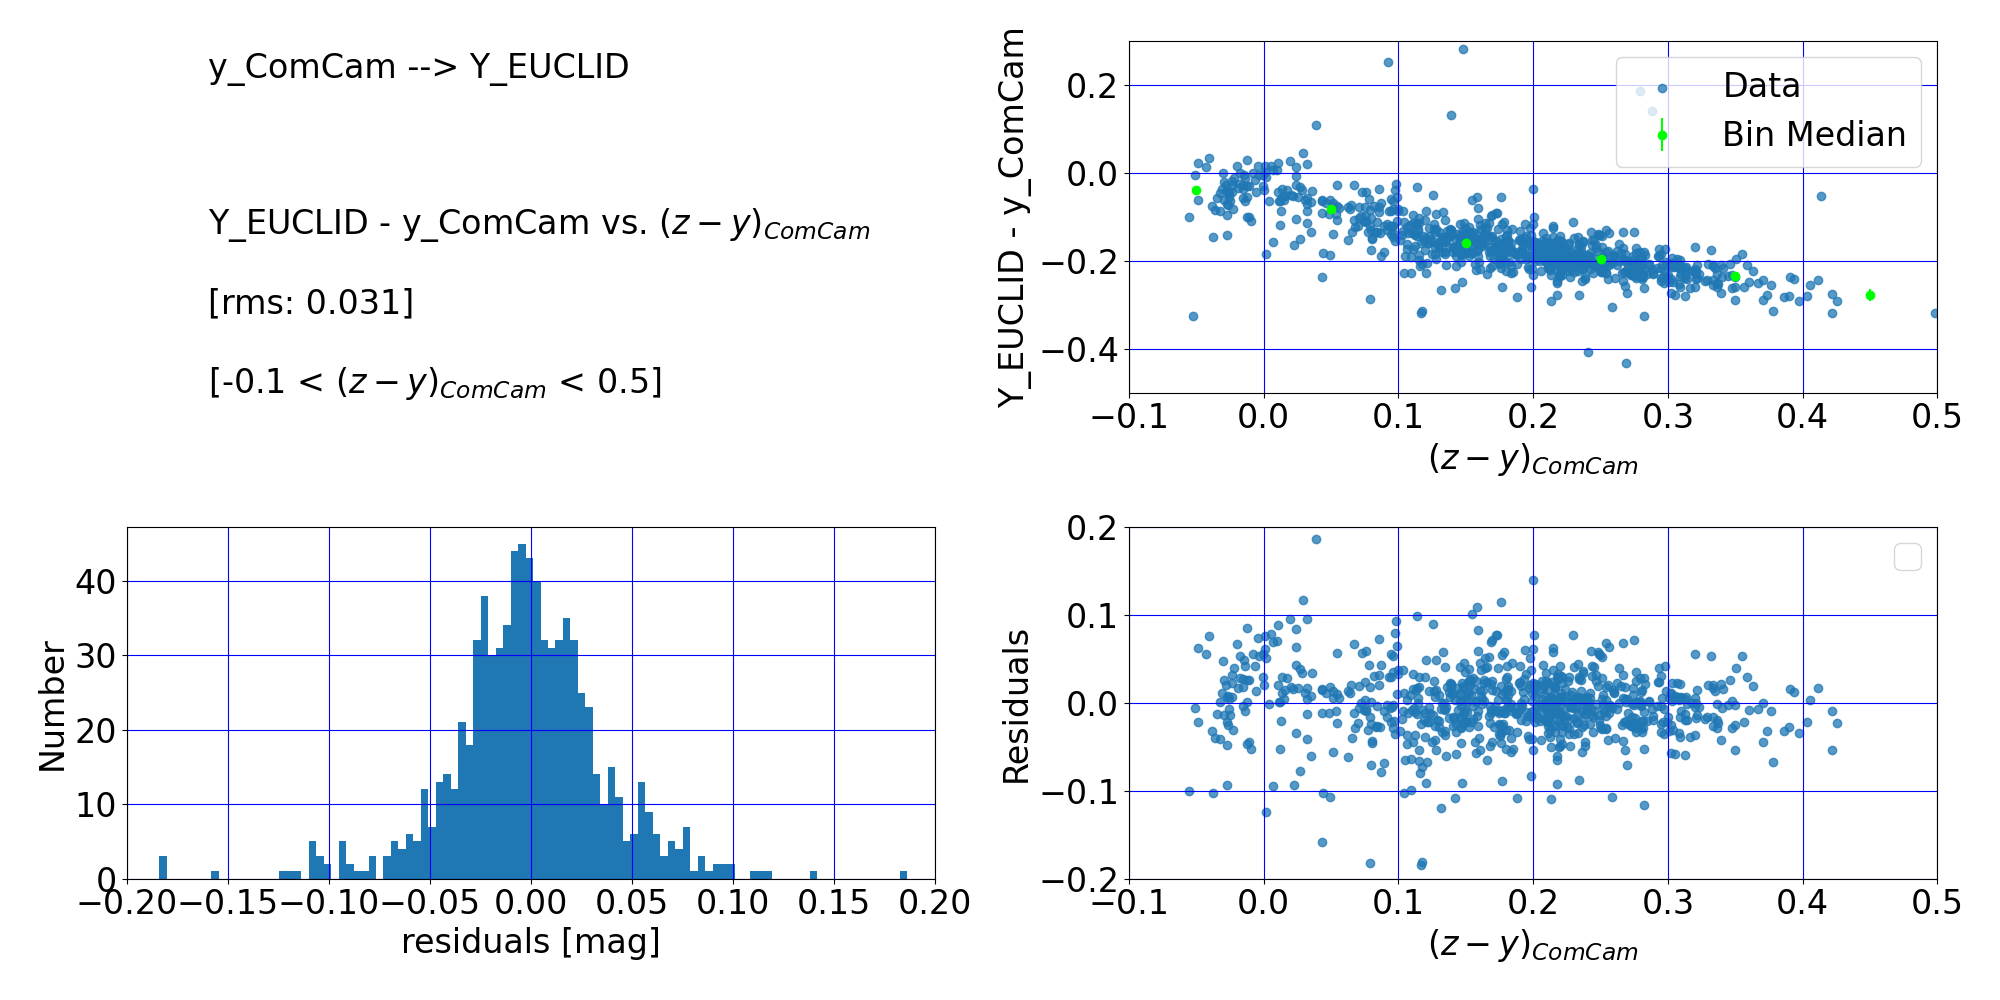 y_ComCam --> Y_EUCLID
Y_EUCLID - y_ComCam vs. (z − y)ComCam
[rms: 0.031]
[-0.1 < (z − y)ComCam < 0.5]
Y_EUCLID - y_ComCam
0.2
0.0
−0.2
−0.4
Data
Bin Median
−0.1 0.0 0.1 0.2 0.3 0.4 0.5
(z − y)ComCam
Number
40
30
20
10
0
−0.20 −0.15 −0.10 −0.05 0.00 0.05 0.10 0.15 0.20
residuals [mag]
Residuals
0.2
0.1
0.0
−0.1
−0.2
−0.1 0.0 0.1 0.2 0.3 0.4 0.5
(z − y)ComCam